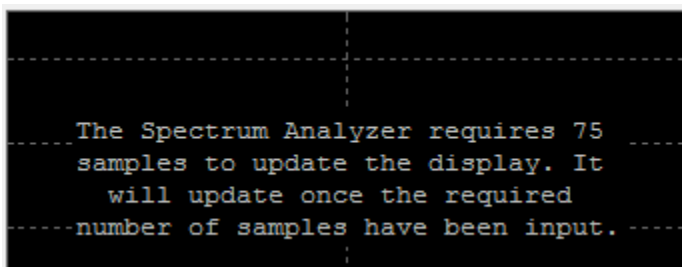 The Spectrum Analyzer requires 75
samples to update the display. It
will update once the required
number of samples have been input.